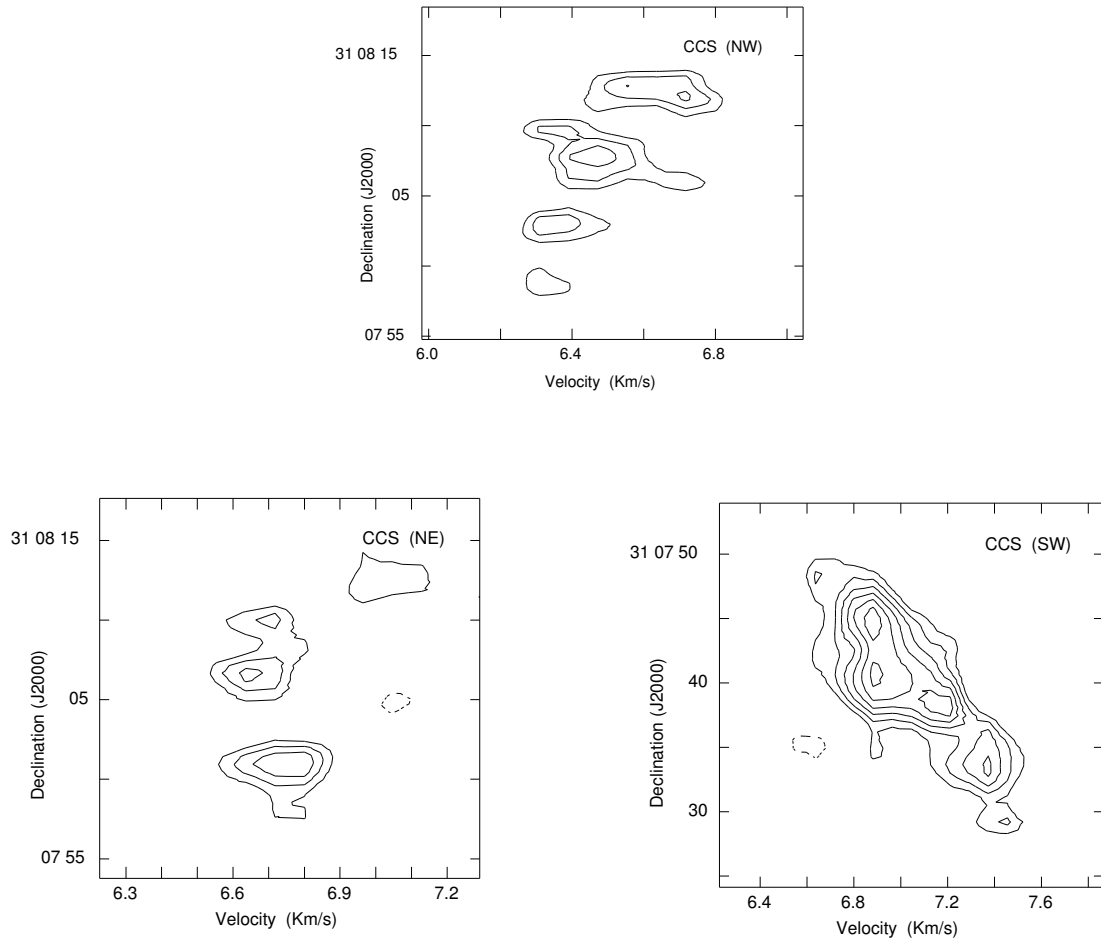 CCS (NW)
31 08 15
05
07 55
Declination (J2000)
6.0 6.4 6.8
Velocity (Km/s)
CCS (NE)
31 08 15
05
07 55
Declination (J2000)
6.3 6.6 6.9 7.2
Velocity (Km/s)
CCS (SW)
31 07 50
40
30
Declination (J2000)
6.4 6.8 7.2 7.6
Velocity (Km/s)